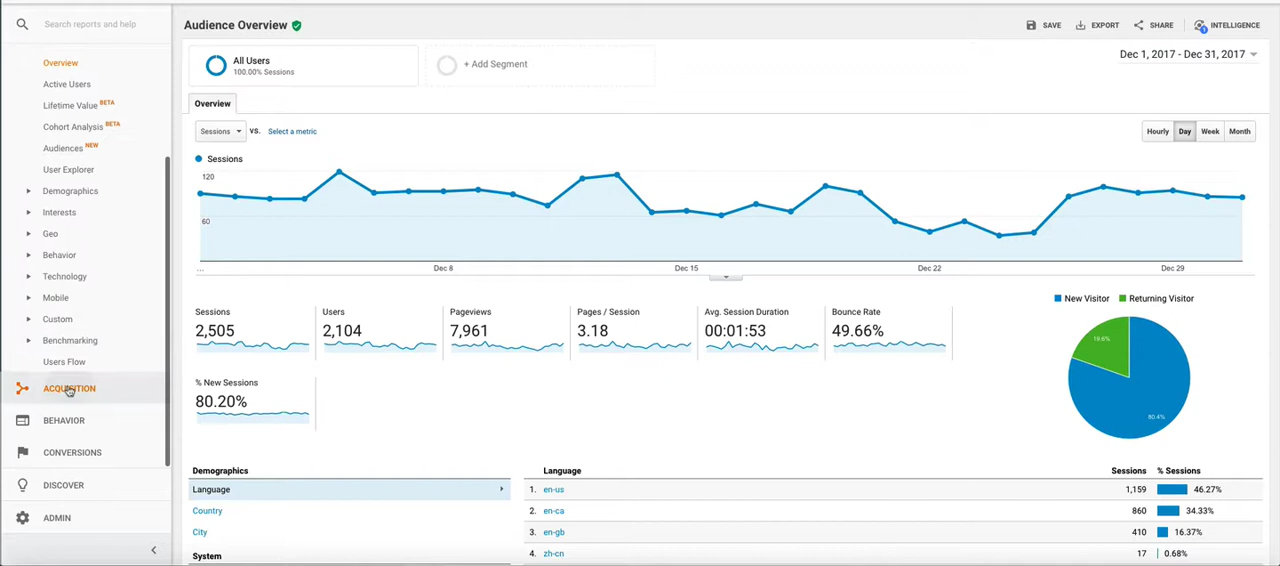 Search reports and help
Overview
Active Users
Lifetime Value BETA
Cohort Analysis BETA
Audiences NEW
User Explorer
Demographics
Interests
Geo
Behavior
Technology
Mobile
Custom
Benchmarking
Users Flow
ACQUISITION
BEHAVIOR
CONVERSIONS
DISCOVER
ADMIN
Audience Overview
SAVE EXPORT SHARE INTELLIGENCE
All Users
100.00% Sessions
+ Add Segment
Dec 1, 2017 - Dec 31, 2017
Overview
Sessions VS. Select a metric
Hourly Day Week Month
Sessions
120
60
... Dec 8 Dec 15 Dec 22 Dec 29
Sessions
2,505
Users
2,104
Pageviews
7,961
Pages / Session
3.18
Avg. Session Duration
00:01:53
Bounce Rate
49.66%
% New Sessions
80.20%
New Visitor Returning Visitor
19.6%
80.4%
Demographics
Language
Country
City
System
Language Sessions % Sessions
1. en-us 1,159 46.27%
2. en-ca 860 34.33%
3. en-gb 410 16.37%
4. zh-cn 17 0.68%